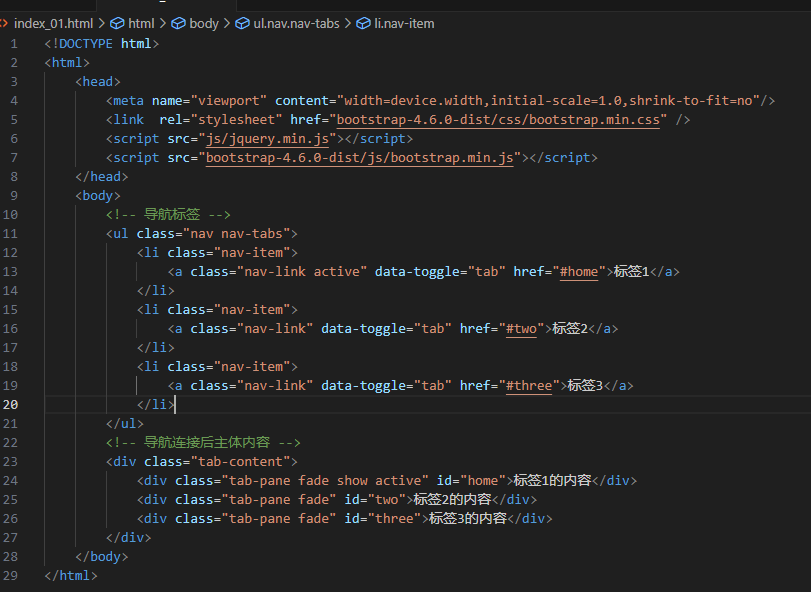 index_01.html > html > body > ul.nav.nav-tabs > li.nav-item
1 <!DOCTYPE html>
2 <html>
3 <head>
4 <meta name="viewport" content="width=device.width,initial-scale=1.0,shrink-to-fit=no"/>
5 <link  rel="stylesheet" href="bootstrap-4.6.0-dist/css/bootstrap.min.css" />
6 <script src="js/jquery.min.js"></script>
7 <script src="bootstrap-4.6.0-dist/js/bootstrap.min.js"></script>
8 </head>
9 <body>
10 <!-- 导航标签 -->
11 <ul class="nav nav-tabs">
12 <li class="nav-item">
13 <a class="nav-link active" data-toggle="tab" href="#home">标签1</a>
14 </li>
15 <li class="nav-item">
16 <a class="nav-link" data-toggle="tab" href="#two">标签2</a>
17 </li>
18 <li class="nav-item">
19 <a class="nav-link" data-toggle="tab" href="#three">标签3</a>
20 </li>
21 </ul>
22 <!-- 导航连接后主体内容 -->
23 <div class="tab-content">
24 <div class="tab-pane fade show active" id="home">标签1的内容</div>
25 <div class="tab-pane fade" id="two">标签2的内容</div>
26 <div class="tab-pane fade" id="three">标签3的内容</div>
27 </div>
28 </body>
29 </html>